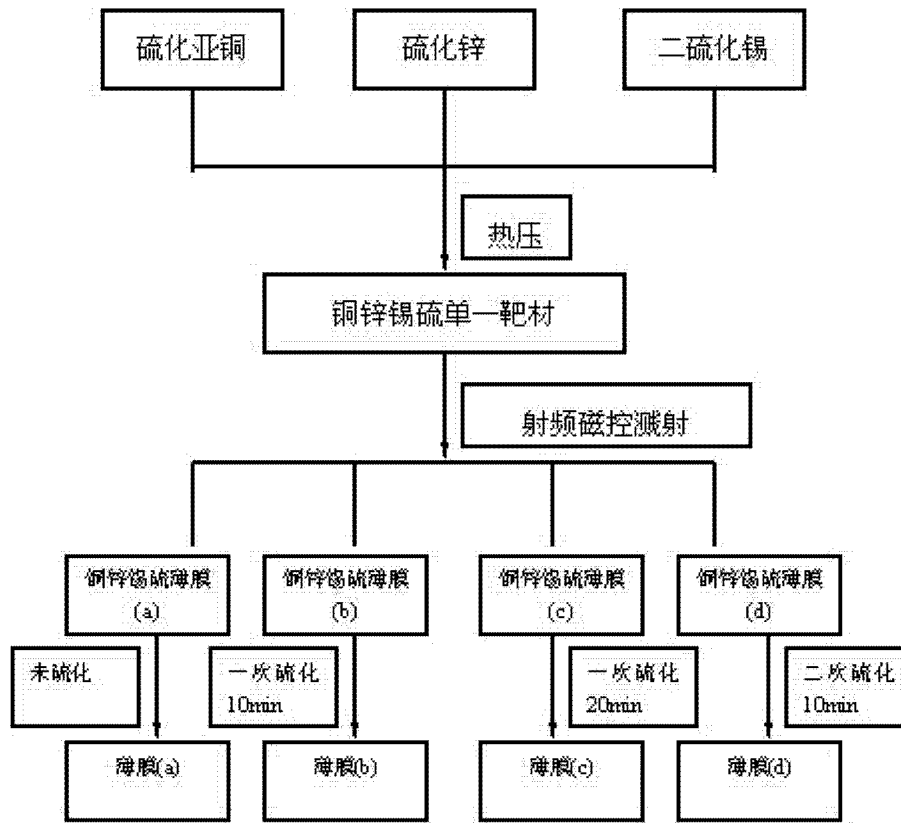 硫化亚铜
硫化锌
二硫化锡
热压
铜锌锡硫单一靶材
射频磁控溅射
铜锌锡硫薄膜
(a)
铜锌锡硫薄膜
(b)
铜锌锡硫薄膜
(c)
铜锌锡硫薄膜
(d)
未硫化
一次硫化
10min
一次硫化
20min
二次硫化
10min
薄膜(a)
薄膜(b)
薄膜(c)
薄膜(d)